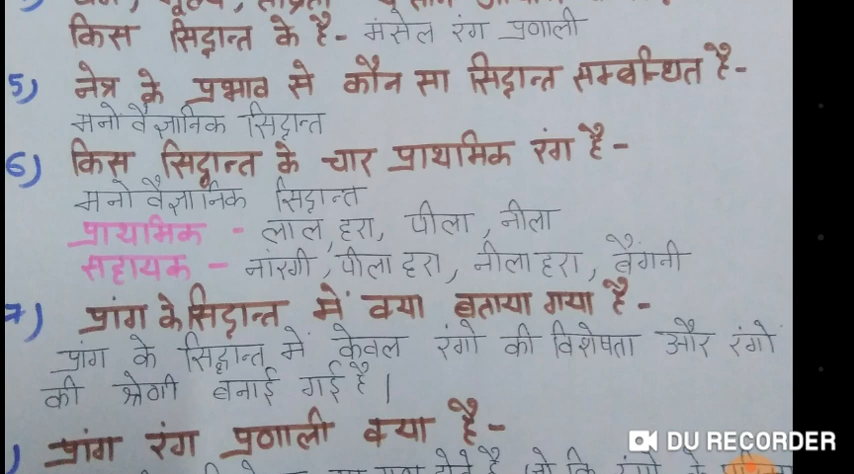 किस सिद्वान्त के है- मंसेल रंग प्रणाली
5) नेत्र के प्रभाव से कौन सा सिद्वान्त सम्बन्धित है-
मनोवैज्ञानिक सिद्वान्त
6) किस सिद्वान्त के चार प्राथमिक रंग है-
मनोवैज्ञानिक सिद्वान्त
प्राथमिक - लाल, हरा, पीला, नीला
सहायक - नांरगी, पीला हरा, नीला हरा, बैंगनी
7) प्रांग के सिद्वान्त में क्या बताया गया है-
प्रांग के सिद्वान्त में केवल रंगो की विशेषता और रंगों
की श्रेणी बनाई गई है।
प्रांग रंग प्रणाली क्या है-
DU RECORDER